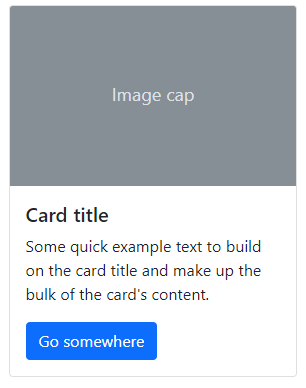 Image cap
Card title
Some quick example text to build
on the card title and make up the
bulk of the card's content.
Go somewhere